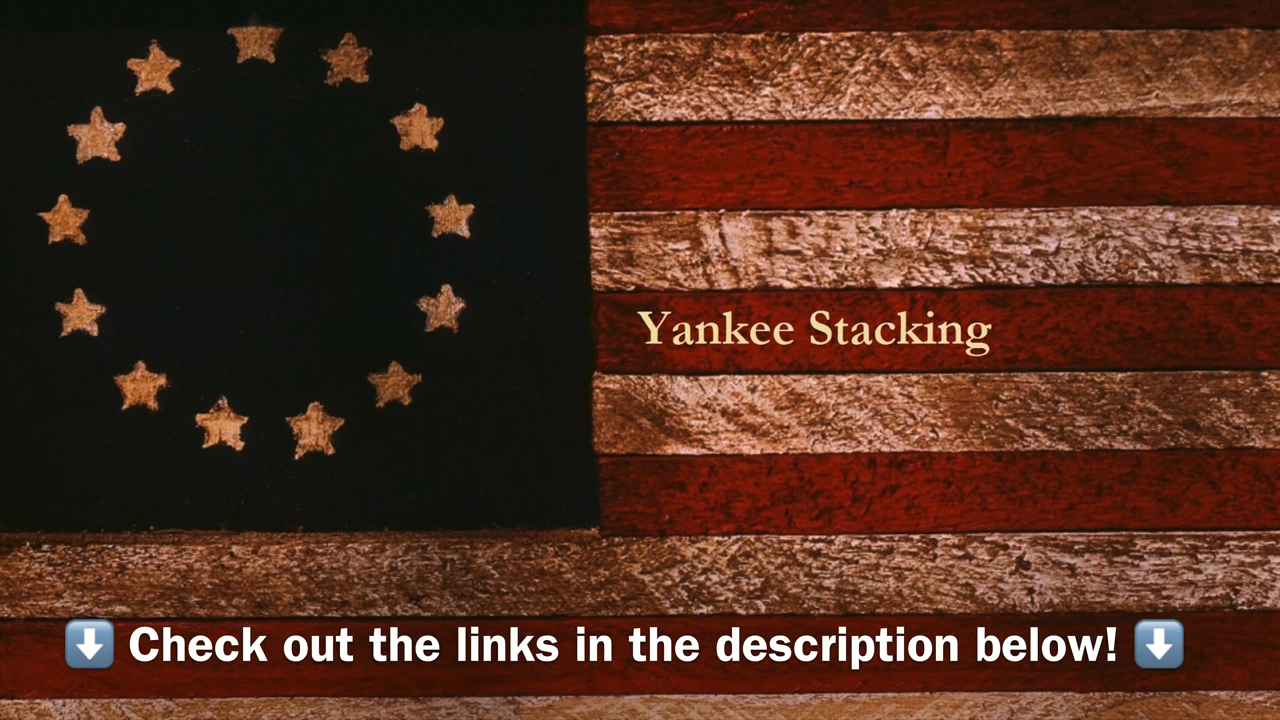 Yankee Stacking
⬇️ Check out the links in the description below! ⬇️